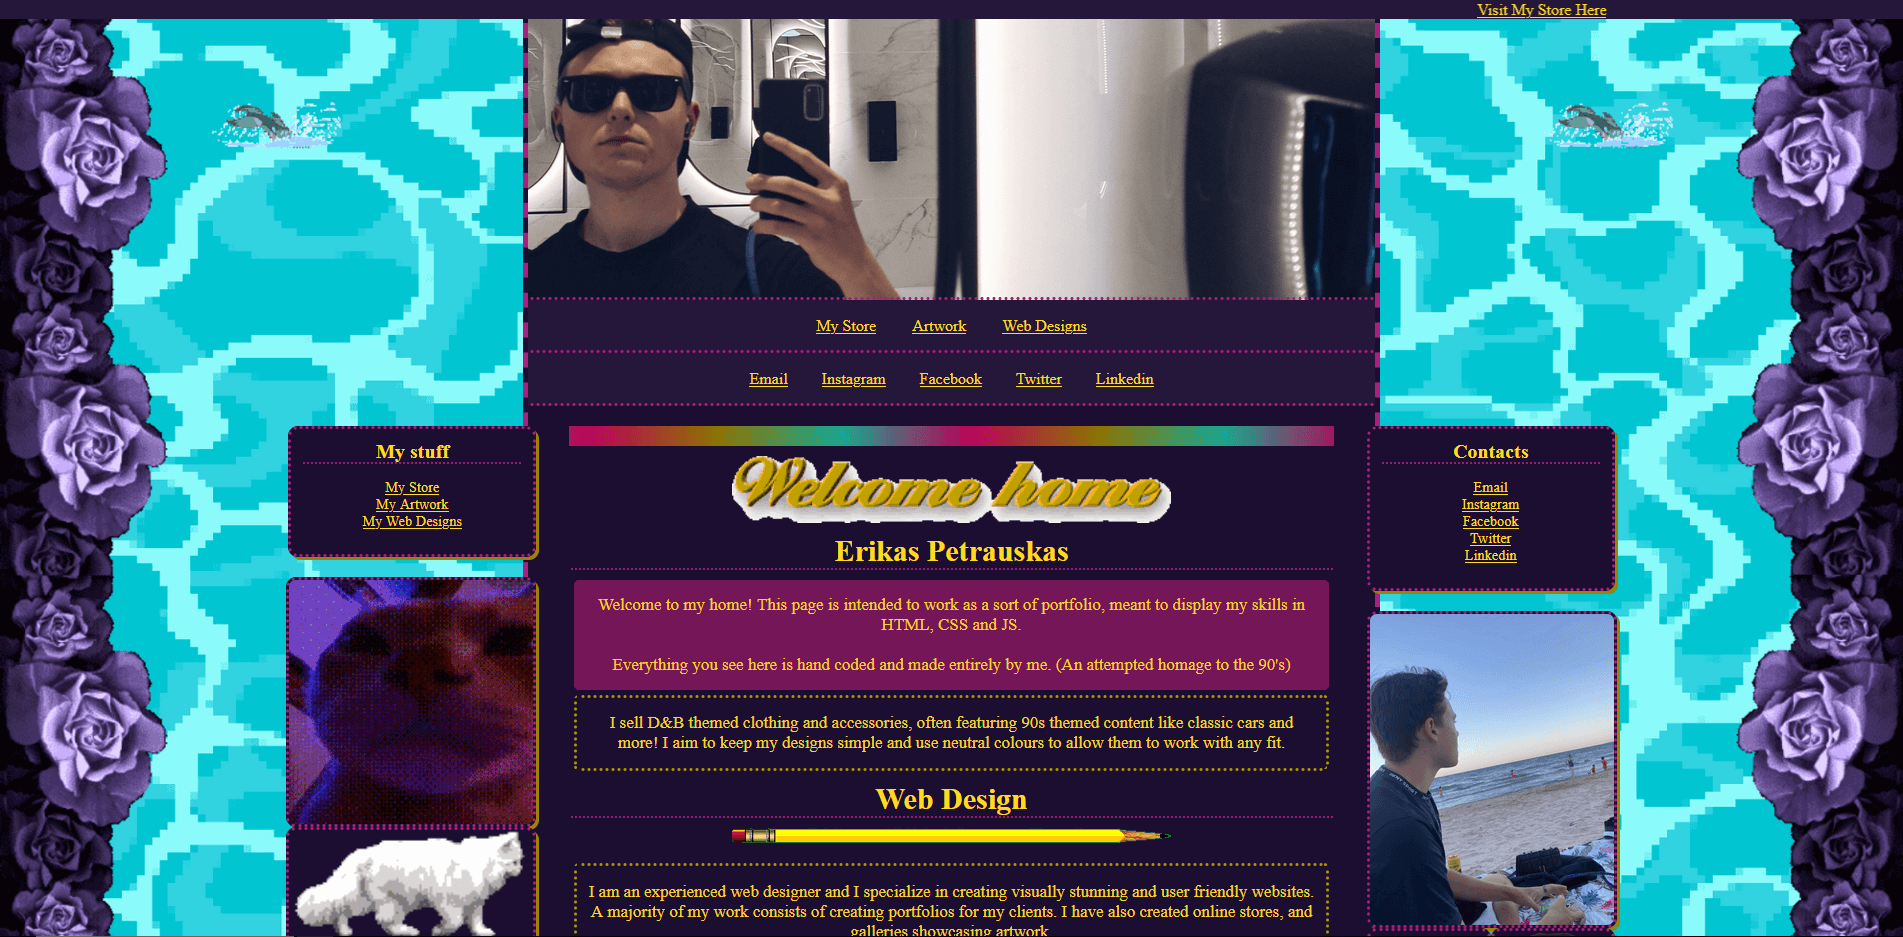 Visit My Store Here
My Store Artwork Web Designs
Email Instagram Facebook Twitter Linkedin
My stuff
My Store
My Artwork
My Web Designs
Welcome home
Erikas Petrauskas
Welcome to my home! This page is intended to work as a sort of portfolio, meant to display my skills in
HTML, CSS and JS.
Everything you see here is hand coded and made entirely by me. (An attempted homage to the 90's)
I sell D&B themed clothing and accessories, often featuring 90s themed content like classic cars and
more! I aim to keep my designs simple and use neutral colours to allow them to work with any fit.
Web Design
I am an experienced web designer and I specialize in creating visually stunning and user friendly websites.
A majority of my work consists of creating portfolios for my clients. I have also created online stores, and
galleries showcasing artwork
Contacts
Email
Instagram
Facebook
Twitter
Linkedin